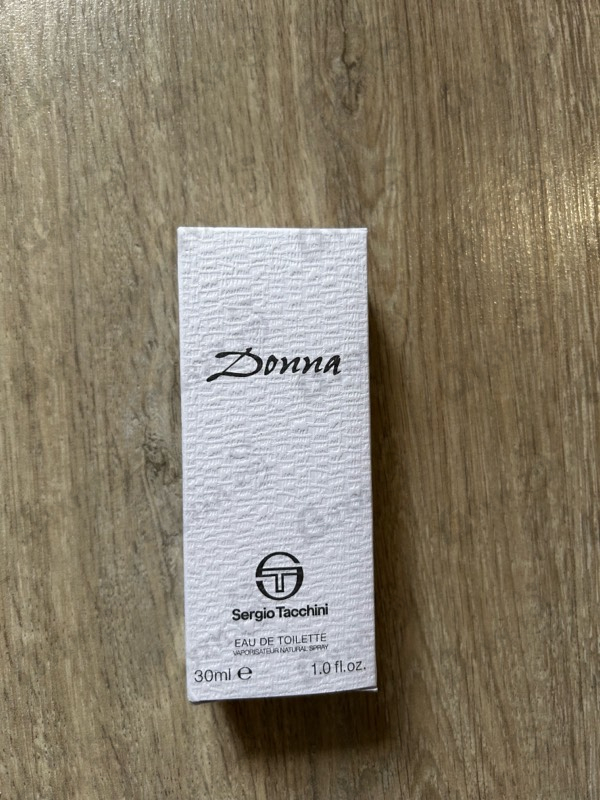 Donna
Sergio Tacchini
EAU DE TOILETTE
VAPORISATEUR NATURAL SPRAY
30ml ℮ 1.0 fl.oz.